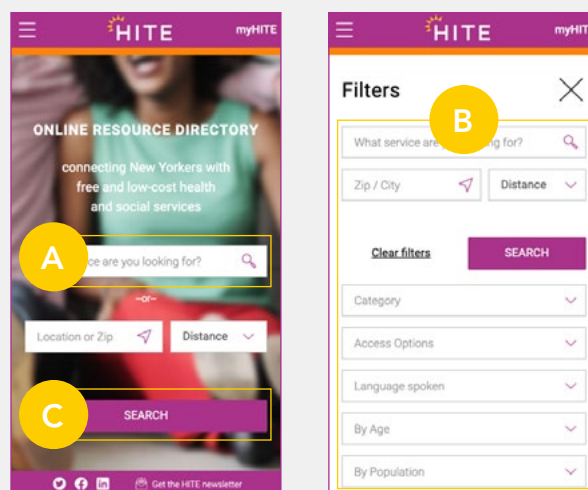 HITE
myHITE
ONLINE RESOURCE DIRECTORY
connecting New Yorkers with
free and low-cost health
and social services
A
ce are you looking for?
-or-
Location or Zip
Distance
C
SEARCH
Get the HITE newsletter
HITE
myHIT
Filters
B
What service are ng for?
Zip / City
Distance
Clear filters
SEARCH
Category
Access Options
Language spoken
By Age
By Population